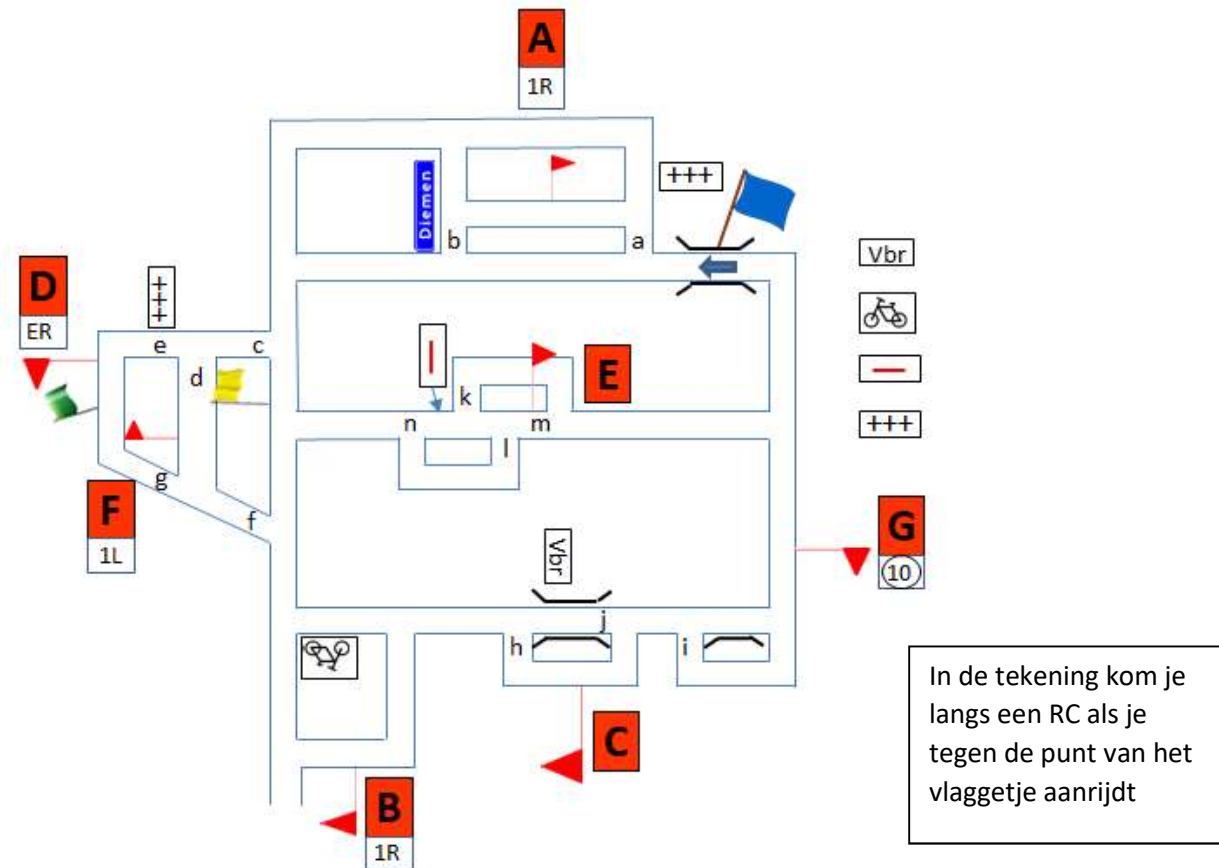 A
1R
+++
Diemen
b
a
Vbr
D
ER
+++
e
c
d
E
k
n
m
l
+++
g
f
F
1L
G
10
Vbr
j
h
i
C
B
1R
In de tekening kom je
langs een RC als je
tegen de punt van het
vlaggetje aanrijdt